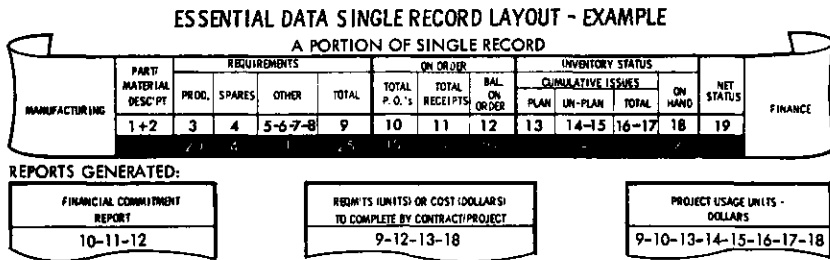 ESSENTIAL DATA SINGLE RECORD LAYOUT - EXAMPLE
A PORTION OF SINGLE RECORD
MANUFACTURING
PART/ MATERIAL DESC'PT
REQUIREMENTS
ON ORDER
INVENTORY STATUS
NET STATUS
FINANCE
PROD. SPARES OTHER TOTAL
TOTAL P.O.'s TOTAL RECEIPTS BAL. ON ORDER
CUMULATIVE ISSUES
PLAN UN-PLAN TOTAL
ON HAND
1+2 3 4 5-6-7-8 9 10 11 12 13 14-15 16-17 18 19
REPORTS GENERATED:
FINANCIAL COMMITMENT
REPORT
10-11-12
REQM'TS (UNITS) OR COST (DOLLARS)
TO COMPLETE BY CONTRACT/PROJECT
9-12-13-18
PROJECT USAGE UNITS -
DOLLARS
9-10-13-14-15-16-17-18